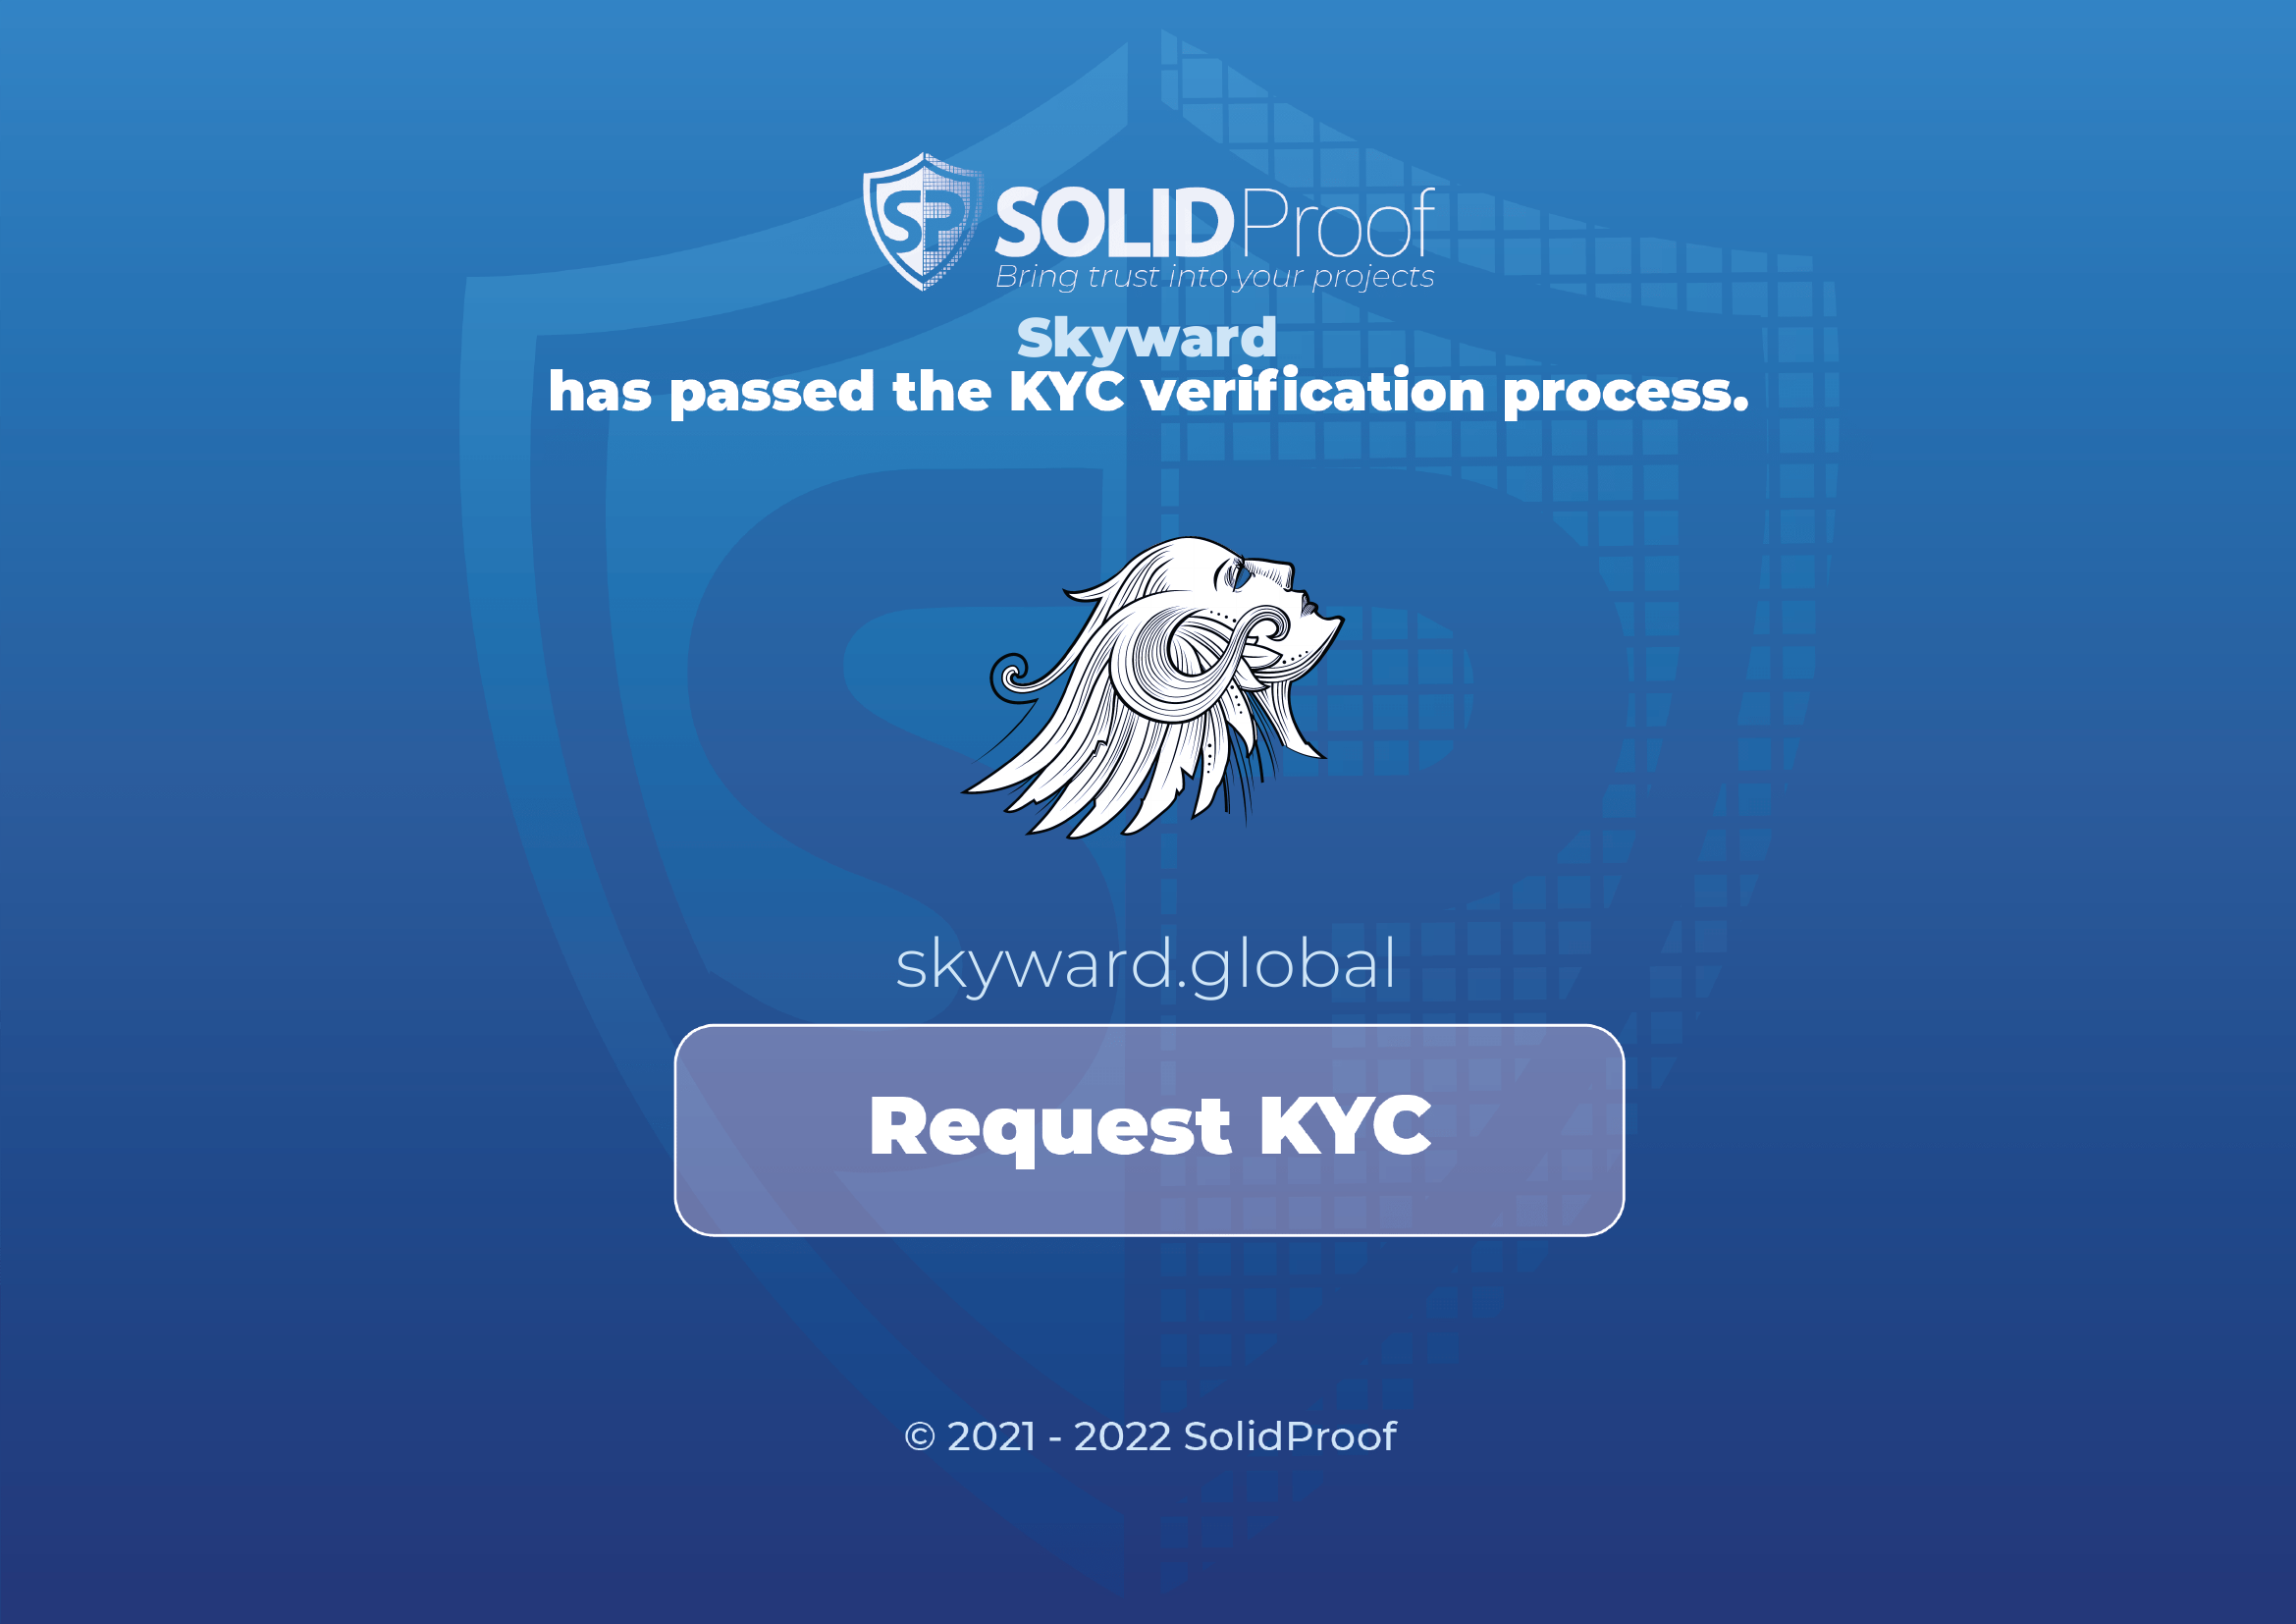 SP SOLIDProof
Bring trust into your projects
Skyward
has passed the KYC verification process.
skyward.global
Request KYC
© 2021 - 2022 SolidProof